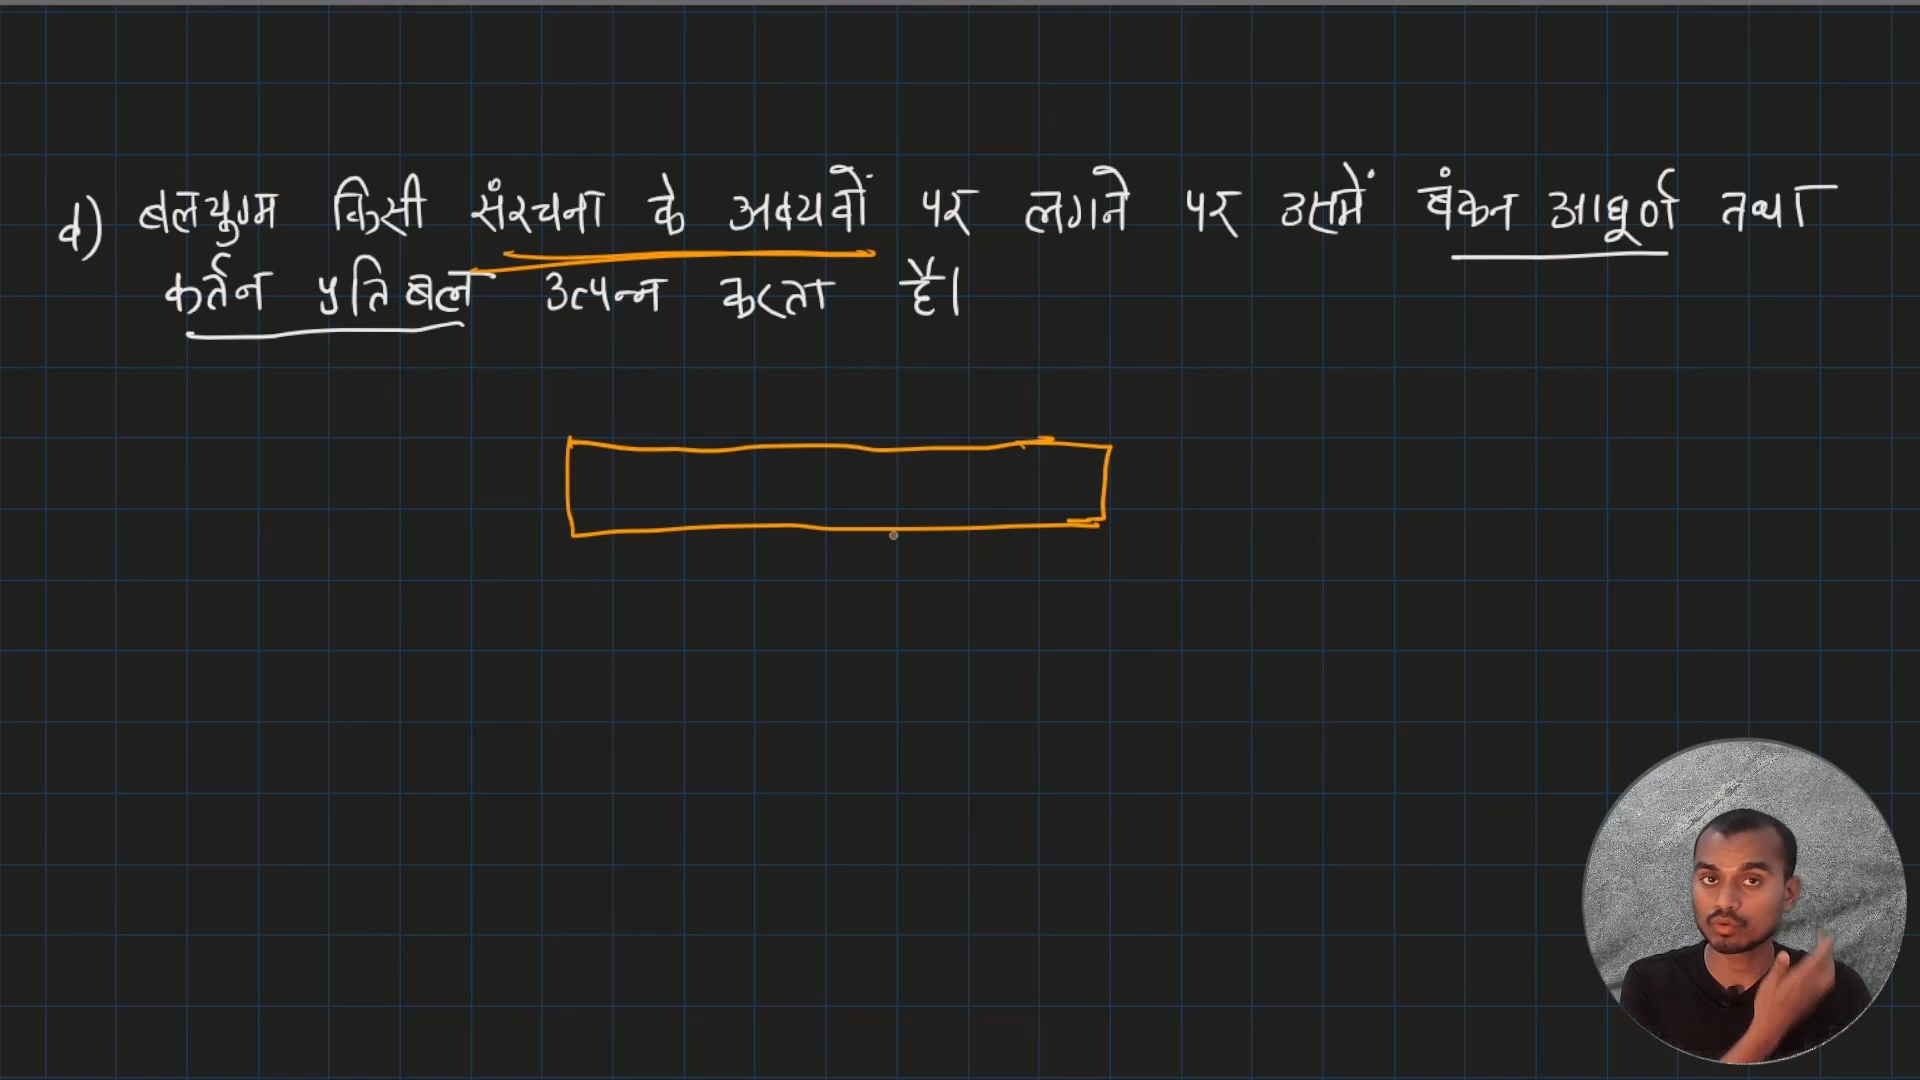 d) बलयुग्म किसी संरचना के अवयवों पर लगने पर उसमें बंकन आघूर्ण तथा
कर्तन प्रतिबल उत्पन्न करता है।